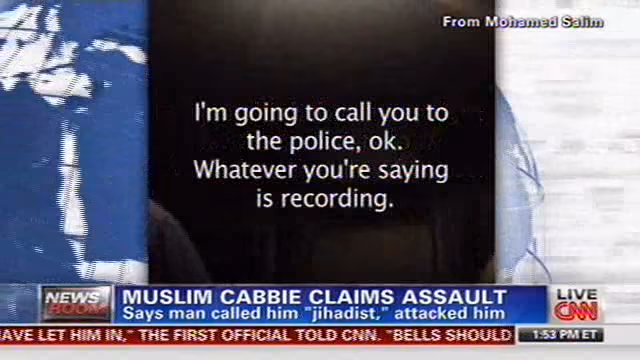 From Mohamed Salim
I'm going to call you to
the police, ok.
Whatever you're saying
is recording.
NEWS
ROOM
MUSLIM CABBIE CLAIMS ASSAULT
Says man called him "jihadist," attacked him
LIVE
CNN
AVE LET HIM IN," THE FIRST OFFICIAL TOLD CNN. "BELLS SHOULD
1:53 PM ET